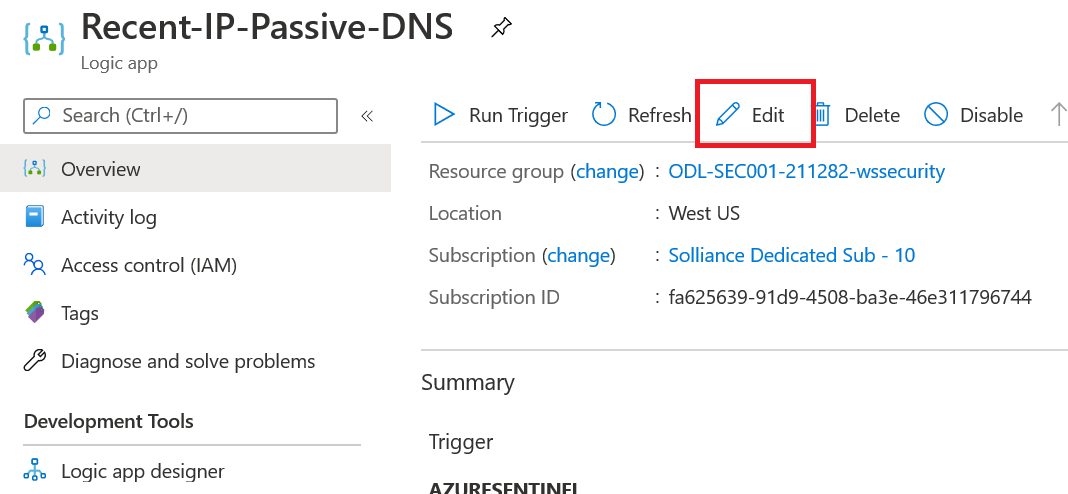 Recent-IP-Passive-DNS
Logic app
Search (Ctrl+/)
«
Run Trigger
Refresh
Edit
Delete
Disable
Overview
Activity log
Access control (IAM)
Tags
Diagnose and solve problems
Development Tools
Logic app designer
Resource group (change) : ODL-SEC001-211282-wssecurity
Location : West US
Subscription (change) : Solliance Dedicated Sub - 10
Subscription ID : fa625639-91d9-4508-ba3e-46e311796744
Summary
Trigger
AZURESENTINEL